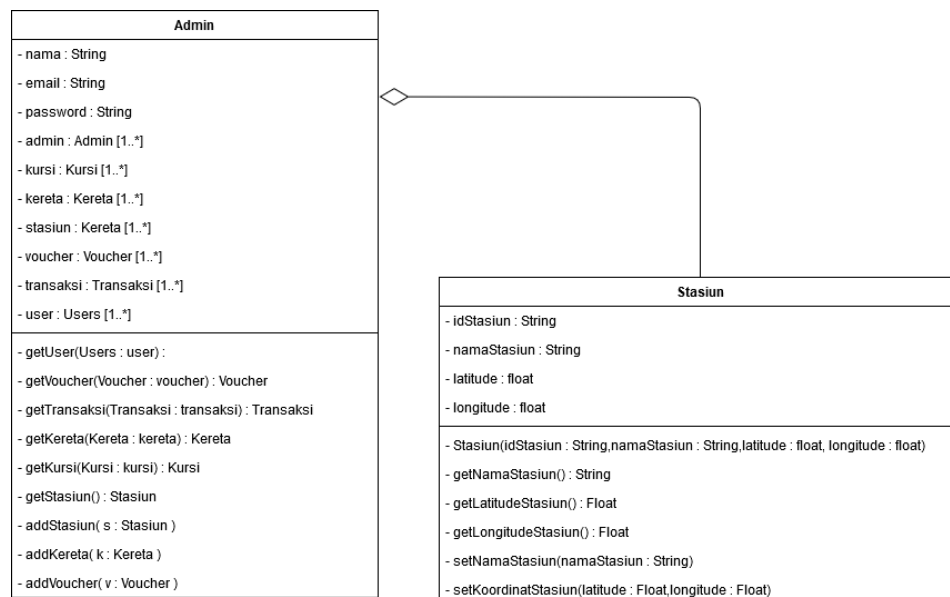 Admin
- nama : String
- email : String
- password : String
- admin : Admin [1..*]
- kursi : Kursi [1..*]
- kereta : Kereta [1..*]
- stasiun : Kereta [1..*]
- voucher : Voucher [1..*]
- transaksi : Transaksi [1..*]
- user : Users [1..*]
- getUser(Users : user) :
- getVoucher(Voucher : voucher) : Voucher
- getTransaksi(Transaksi : transaksi) : Transaksi
- getKereta(Kereta : kereta) : Kereta
- getKursi(Kursi : kursi) : Kursi
- getStasiun() : Stasiun
- addStasiun( s : Stasiun )
- addKereta( k : Kereta )
- addVoucher( v : Voucher )
Stasiun
- idStasiun : String
- namaStasiun : String
- latitude : float
- longitude : float
- Stasiun(idStasiun : String,namaStasiun : String,latitude : float, longitude : float)
- getNamaStasiun() : String
- getLatitudeStasiun() : Float
- getLongitudeStasiun() : Float
- setNamaStasiun(namaStasiun : String)
- setKoordinatStasiun(latitude : Float,longitude : Float)